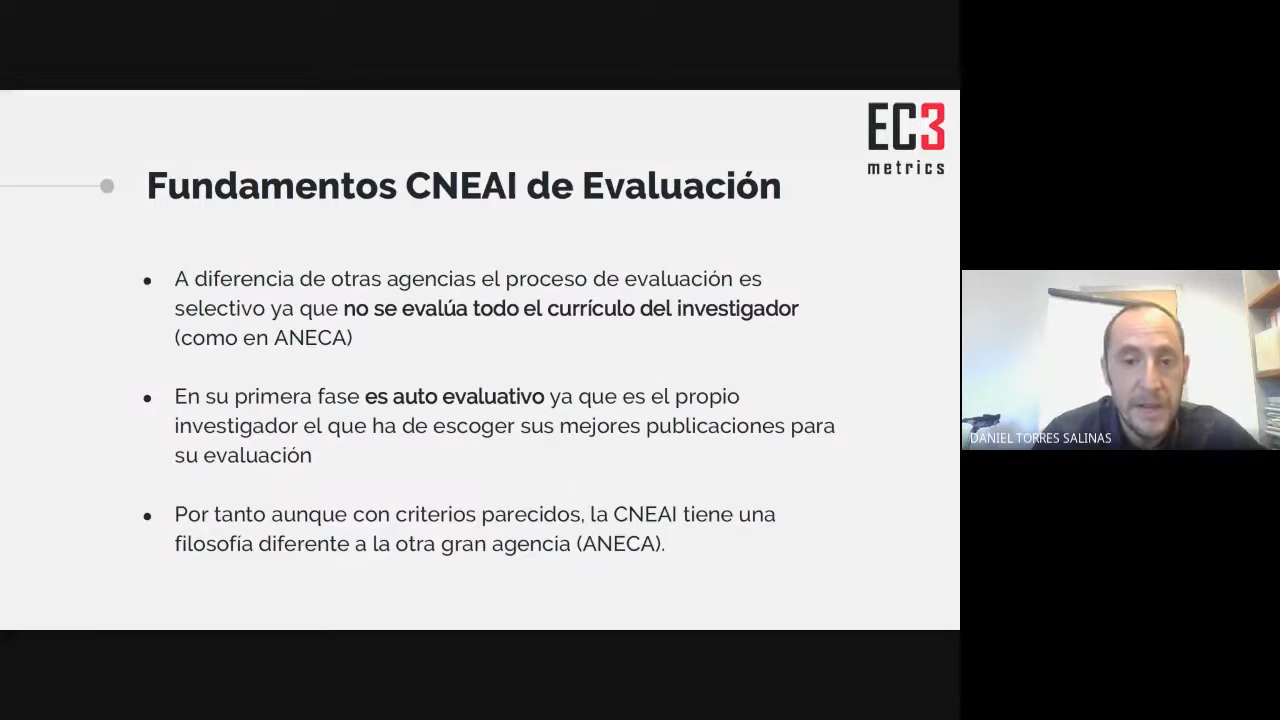 EC3
metrics
Fundamentos CNEAI de Evaluación
● A diferencia de otras agencias el proceso de evaluación es
selectivo ya que no se evalúa todo el currículo del investigador
(como en ANECA)
● En su primera fase es auto evaluativo ya que es el propio
investigador el que ha de escoger sus mejores publicaciones para
su evaluación
● Por tanto aunque con criterios parecidos, la CNEAI tiene una
filosofía diferente a la otra gran agencia (ANECA).
DANIEL TORRES SALINAS